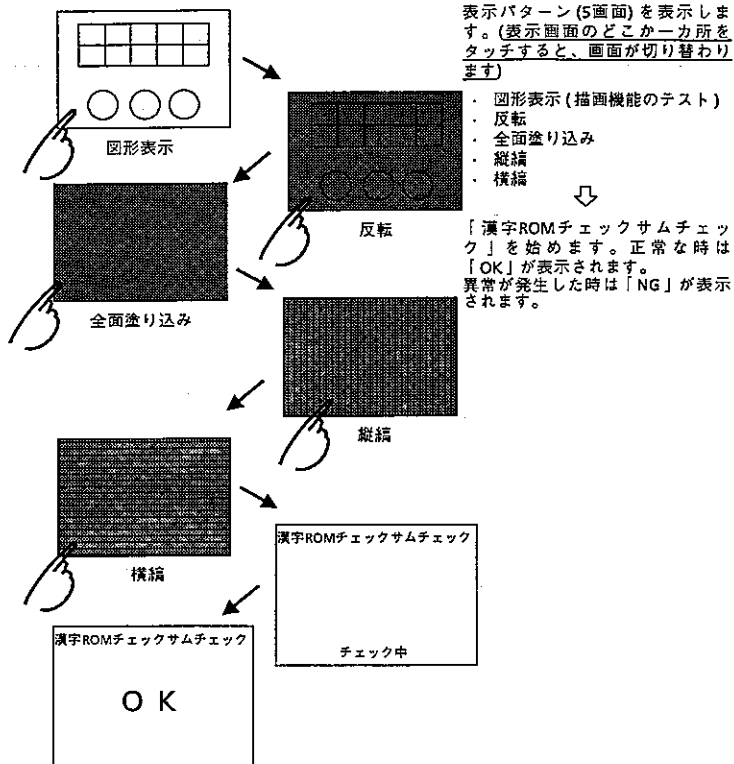 表示パターン(5画面)を表示しま
す。(表示画面のどこか一カ所を
タッチすると、画面が切り替わり
ます)
・ 図形表示(描画機能のテスト)
・ 反転
・ 全面塗り込み
・ 縦縞
・ 横縞
「漢字ROMチェックサムチェッ
ク」を始めます。正常な時は
「OK」が表示されます。
異常が発生した時は「NG」が表示
されます。
図形表示
反転
全面塗り込み
縦縞
横縞
漢字ROMチェックサムチェック
チェック中
漢字ROMチェックサムチェック
OK